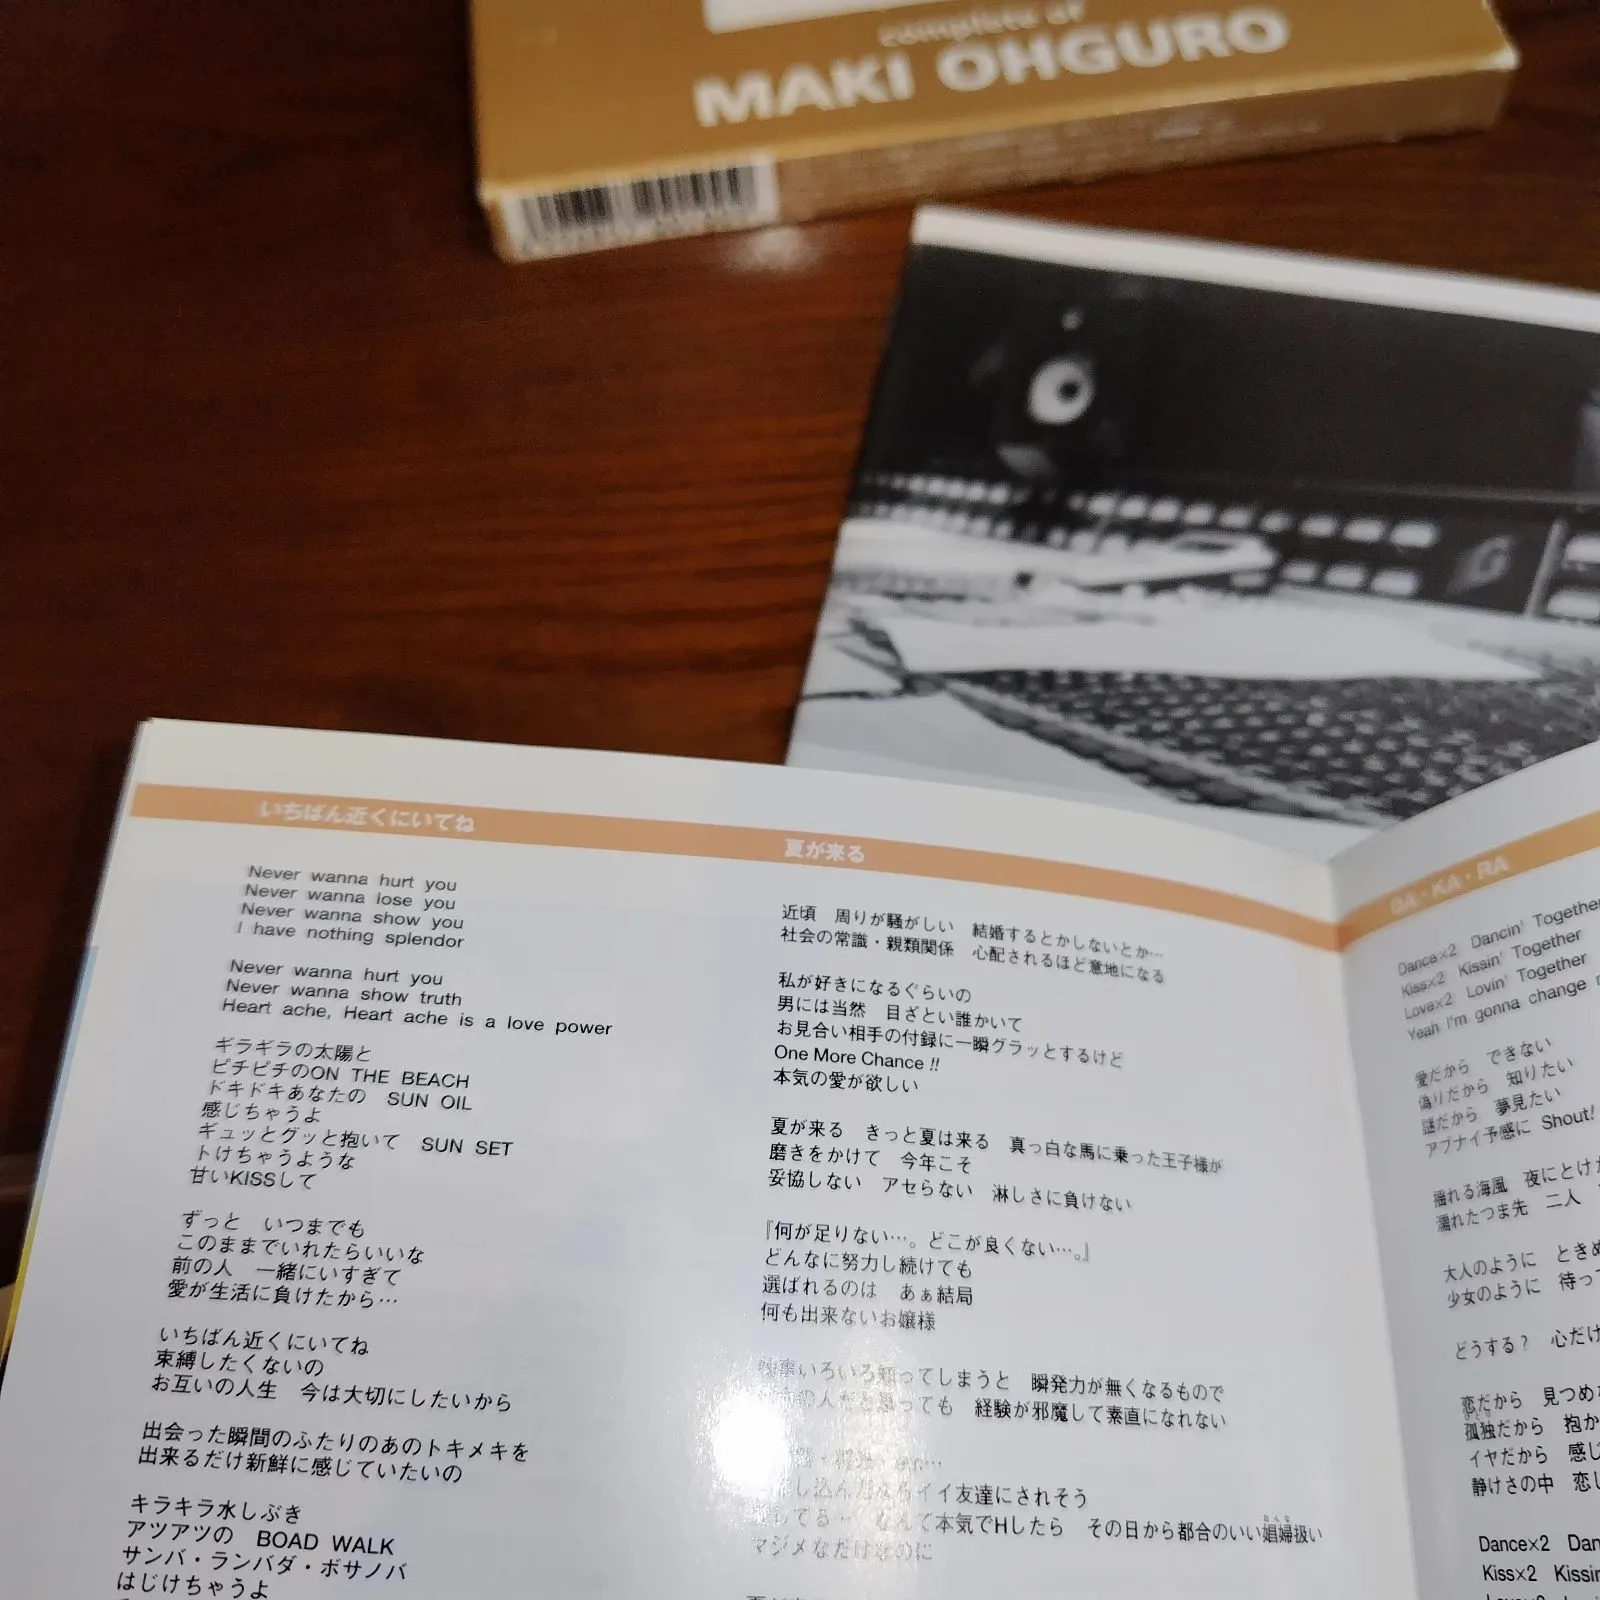 complete of
MAKI OHGURO
いちばん近くにいてね
Never wanna hurt you
Never wanna lose you
Never wanna show you
I have nothing splendor
Never wanna hurt you
Never wanna show truth
Heart ache, Heart ache is a love power
ギラギラの太陽と
ピチピチのON THE BEACH
ドキドキあなたの SUN OIL
感じちゃうよ
ギュッとグッと抱いて SUN SET
トけちゃうような
甘いKISSして
ずっと いつまでも
このままでいれたらいいな
前の人 一緒にいすぎて
愛が生活に負けたから…
いちばん近くにいてね
束縛したくないの
お互いの人生 今は大切にしたいから
出会った瞬間のふたりのあのトキメキを
出来るだけ新鮮に感じていたいの
キラキラ水しぶき
アツアツの BOAD WALK
サンバ・ランバダ・ボサノバ
はじけちゃうよ
夏が来る
近頃 周りが騒がしい 結婚するとかしないとか…
社会の常識・親類関係 心配されるほど意地になる
私が好きになるぐらいの
男には当然 目ざとい誰かいて
お見合い相手の付録に一瞬グラッとするけど
One More Chance !!
本気の愛が欲しい
夏が来る きっと夏は来る 真っ白な馬に乗った王子様が
磨きをかけて 今年こそ
妥協しない アセらない 淋しさに負けない
『何が足りない…。どこが良くない…。』
どんなに努力し続けても
選ばれるのは あぁ結局
何も出来ないお嬢様
いろいろ
ってしまうと 瞬発力が無くなるもので
の人だ
っても 経験が邪魔して素直になれない
し込ん
イイ友達にされそう
してる… なんて本気でHしたら その日から都合のいい娼婦扱い
マジメなだけなのに
DA・KA・RA
Dance×2 Dancin' Together
Kiss×2 Kissin' Together
Love×2 Lovin' Together
Yeah I'm gonna change
愛だから できない
偽りだから 知りたい
謎だから 夢見たい
アブナイ予感に Shout!
揺れる海風 夜にとけ
濡れたつま先 二人
大人のように ときめ
少女のように 待っ
どうする? 心だけ
恋だから 見つめ
孤独だから 抱か
イヤだから 感じ
静けさの中 恋し
Dance×2
Kiss×2